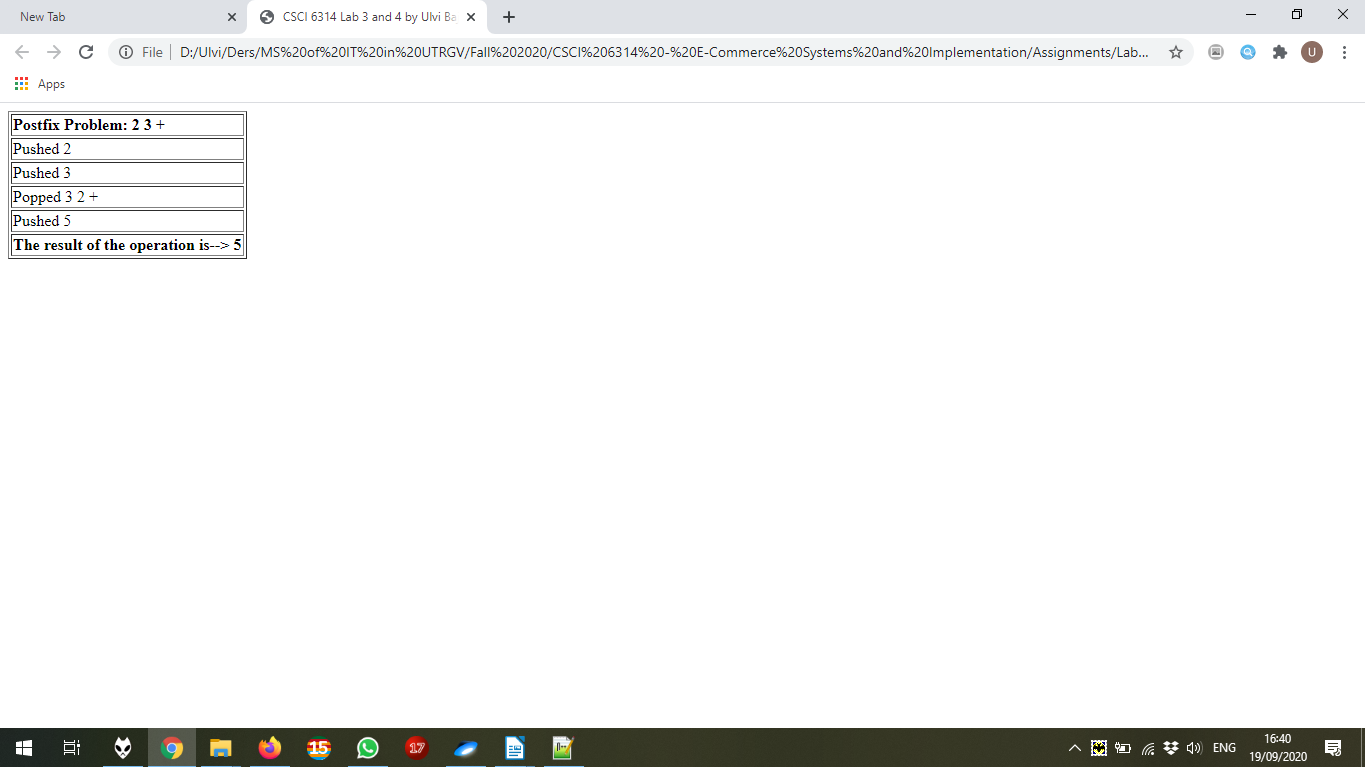 New Tab
CSCI 6314 Lab 3 and 4 by Ulvi Ba
File
D:/Ulvi/Ders/MS%20of%20IT%20in%20UTRGV/Fall%202020/CSCI%206314%20-%20E-Commerce%20Systems%20and%20Implementation/Assignments/Lab...
U
Apps
Postfix Problem: 2 3 +
Pushed 2
Pushed 3
Popped 3 2 +
Pushed 5
The result of the operation is--> 5
15
17
ENG
16:40
19/09/2020